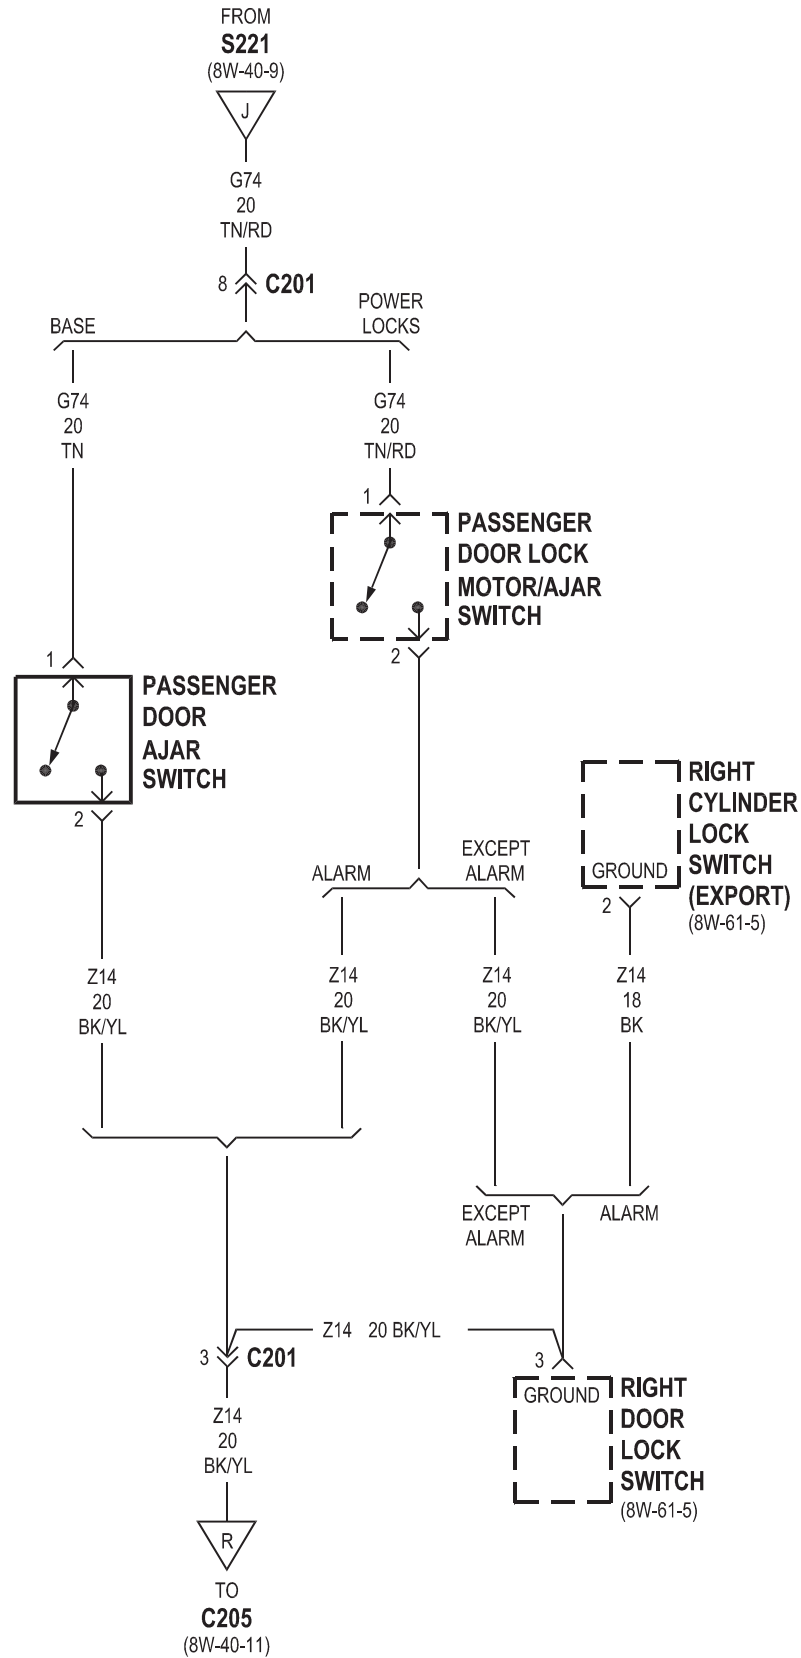 FROM
S221
(8W-40-9)
J
G74
20
TN/RD
8 C201
BASE
POWER
LOCKS
G74
20
TN
G74
20
TN/RD
1
PASSENGER
DOOR LOCK
MOTOR/AJAR
SWITCH
2
1
PASSENGER
DOOR
AJAR
SWITCH
2
RIGHT
CYLINDER
LOCK
SWITCH
(EXPORT)
(8W-61-5)
GROUND
2
ALARM
EXCEPT
ALARM
Z14
20
BK/YL
Z14
20
BK/YL
Z14
20
BK/YL
Z14
18
BK
EXCEPT
ALARM
ALARM
Z14 20 BK/YL
3 C201
3
GROUND
RIGHT
DOOR
LOCK
SWITCH
(8W-61-5)
Z14
20
BK/YL
R
TO
C205
(8W-40-11)